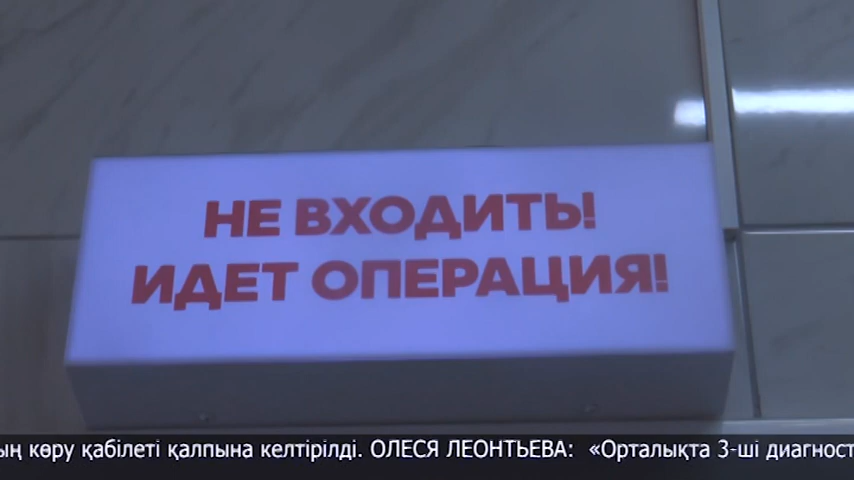 НЕ ВХОДИТЬ!
ИДЕТ ОПЕРАЦИЯ!
көру қабілеті қалпына келтірілді. ОЛЕСЯ ЛЕОНТЬЕВА: «Орталықта 3-ші